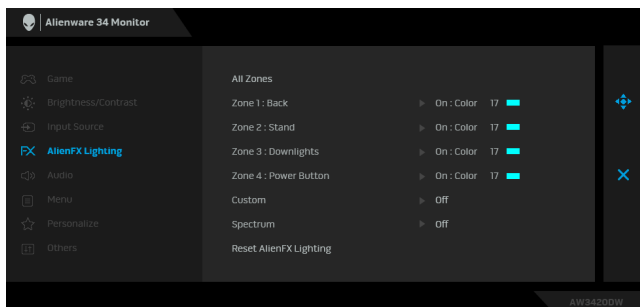 Alienware 34 Monitor
Game
All Zones
Brightness/Contrast
Zone 1 : Back On : Color 17
Input Source
Zone 2 : Stand On : Color 17
AlienFX Lighting
Zone 3 : Downlights On : Color 17
Audio
Zone 4 : Power Button On : Color 17
Menu
Custom Off
Personalize
Spectrum Off
Others
Reset AlienFX Lighting
AW3420DW